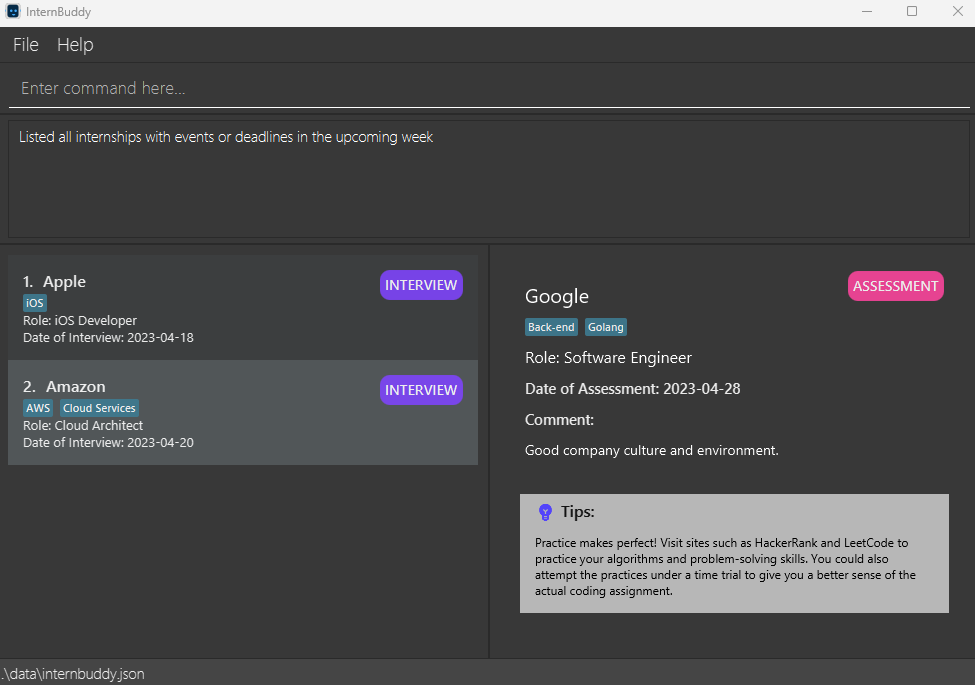 InternBuddy
File Help
Enter command here...
Listed all internships with events or deadlines in the upcoming week
1. Apple
INTERVIEW
iOS
Role: iOS Developer
Date of Interview: 2023-04-18
2. Amazon
INTERVIEW
AWS Cloud Services
Role: Cloud Architect
Date of Interview: 2023-04-20
ASSESSMENT
Google
Back-end Golang
Role: Software Engineer
Date of Assessment: 2023-04-28
Comment:
Good company culture and environment.
Tips:
Practice makes perfect! Visit sites such as HackerRank and LeetCode to
practice your algorithms and problem-solving skills. You could also
attempt the practices under a time trial to give you a better sense of the
actual coding assignment.
.\data\internbuddy.json